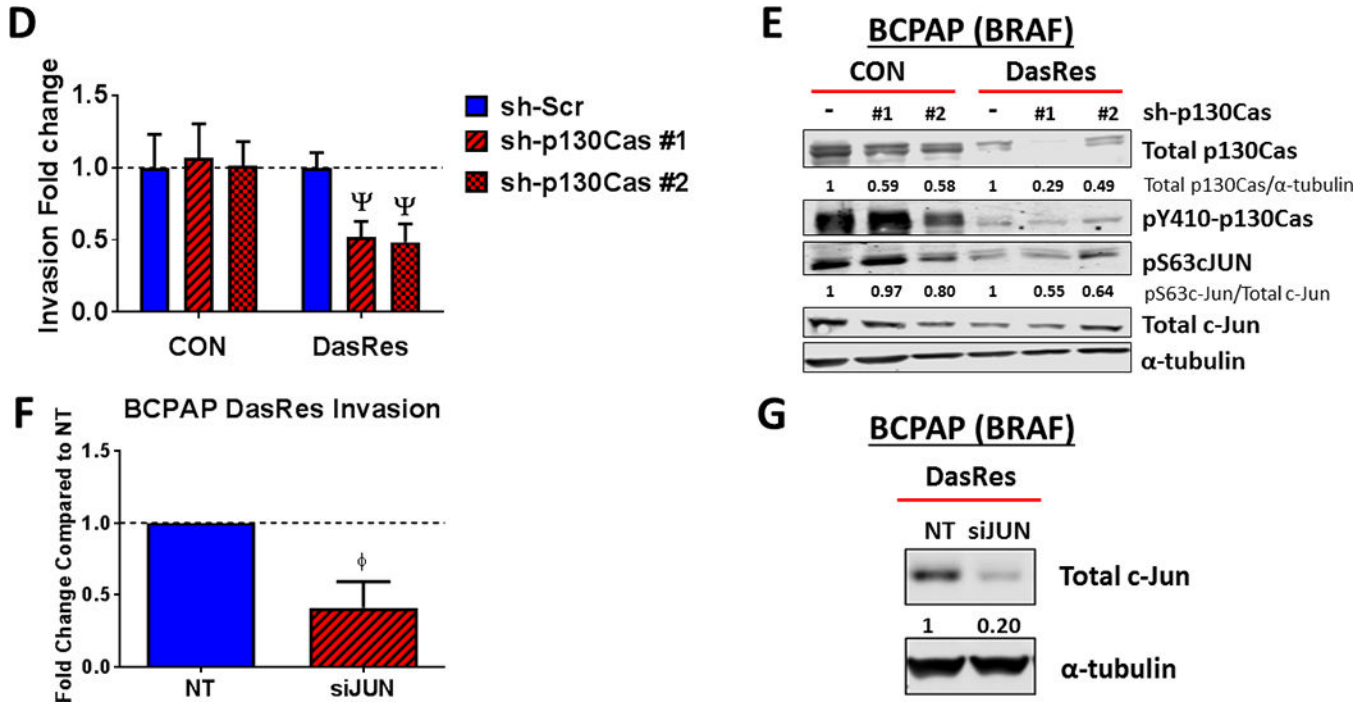 D
Invasion Fold change
1.5
1.0
0.5
0.0
CON DasRes
Ψ Ψ
sh-Scr
sh-p130Cas #1
sh-p130Cas #2
E
BCPAP (BRAF)
CON DasRes
- #1 #2 - #1 #2 sh-p130Cas
Total p130Cas
1 0.59 0.58 1 0.29 0.49 Total p130Cas/α-tubulin
pY410-p130Cas
pS63cJUN
1 0.97 0.80 1 0.55 0.64 pS63c-Jun/Total c-Jun
Total c-Jun
α-tubulin
F
BCPAP DasRes Invasion
Fold Change Compared to NT
1.5
1.0
0.5
0.0
ϕ
NT siJUN
G
BCPAP (BRAF)
DasRes
NT siJUN
Total c-Jun
1 0.20
α-tubulin